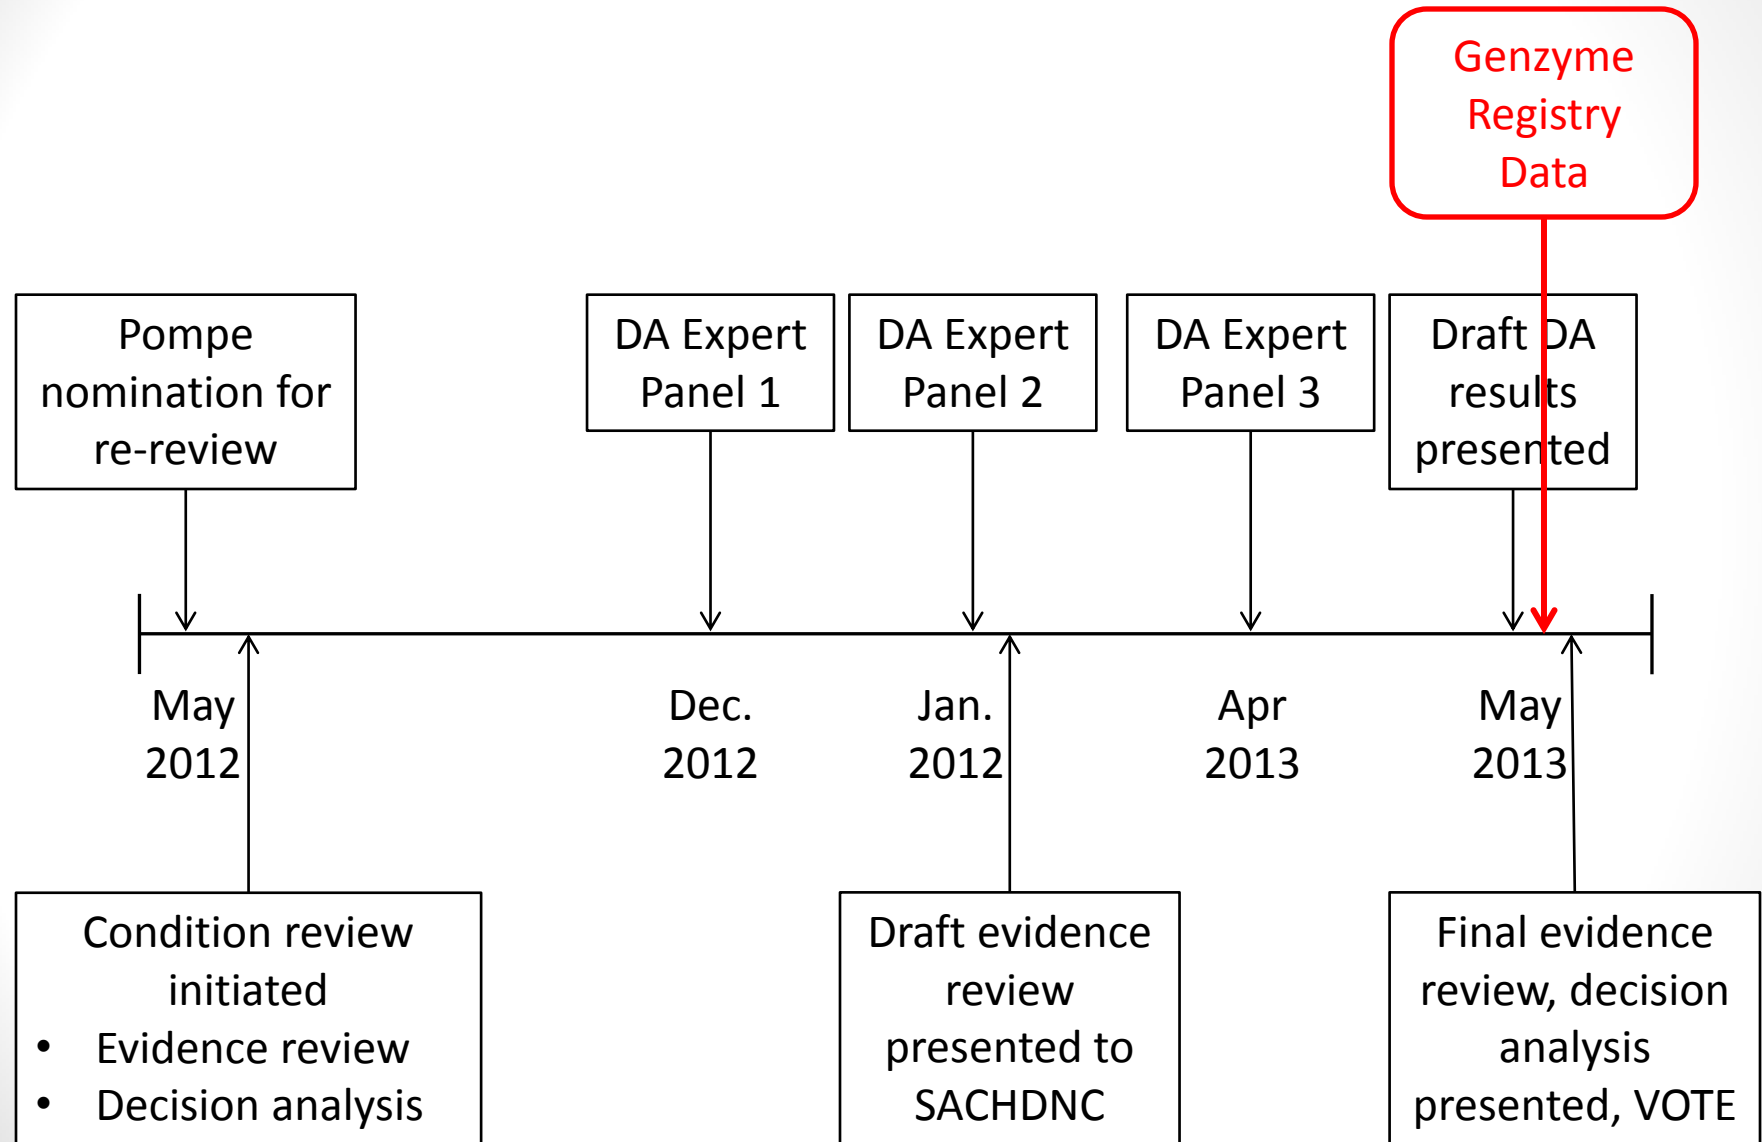 Genzyme
Registry
Data
Pompe
nomination for
re-review
DA Expert
Panel 1
DA Expert
Panel 2
DA Expert
Panel 3
Draft DA
results
presented
May
2012
Dec.
2012
Jan.
2012
Apr
2013
May
2013
Condition review
initiated
• Evidence review
• Decision analysis
Draft evidence
review
presented to
SACHDNC
Final evidence
review, decision
analysis
presented, VOTE